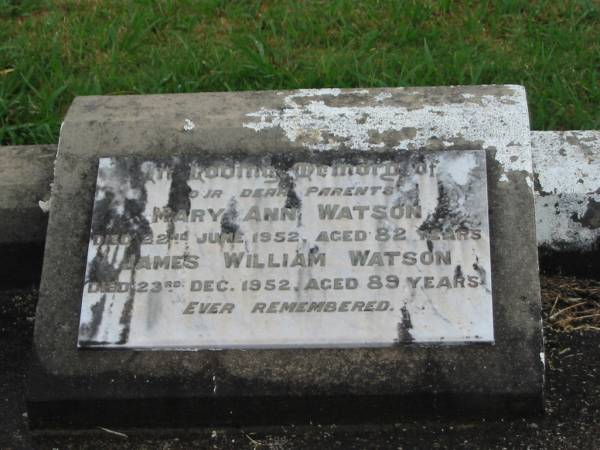 In Loving Memory of
OUR DEAR PARENTS
MARY ANN WATSON
DIED 22ND JUNE 1952, AGED 82 YEARS
JAMES WILLIAM WATSON
DIED 23RD DEC. 1952, AGED 89 YEARS
EVER REMEMBERED.